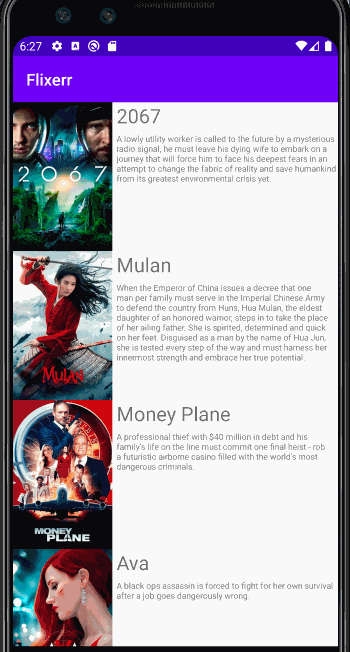 6:27
Flixerr
2067
A lowly utility worker is called to the future by a mysterious
radio signal, he must leave his dying wife to embark on a
journey that will force him to face his deepest fears in an
attempt to change the fabric of reality and save humankind
from its greatest environmental crisis yet.
2067
Mulan
When the Emperor of China issues a decree that one
man per family must serve in the Imperial Chinese Army
to defend the country from Huns, Hua Mulan, the eldest
daughter of an honored warrior, steps in to take the place
of her ailing father. She is spirited, determined and quick
on her feet. Disguised as a man by the name of Hua Jun,
she is tested every step of the way and must harness her
innermost strength and embrace her true potential.
MULAN
Money Plane
A professional thief with $40 million in debt and his
family's life on the line must commit one final heist - rob
a futuristic airborne casino filled with the world's most
dangerous criminals.
MONEY
PLANE
Ava
A black ops assassin is forced to fight for her own survival
after a job goes dangerously wrong.